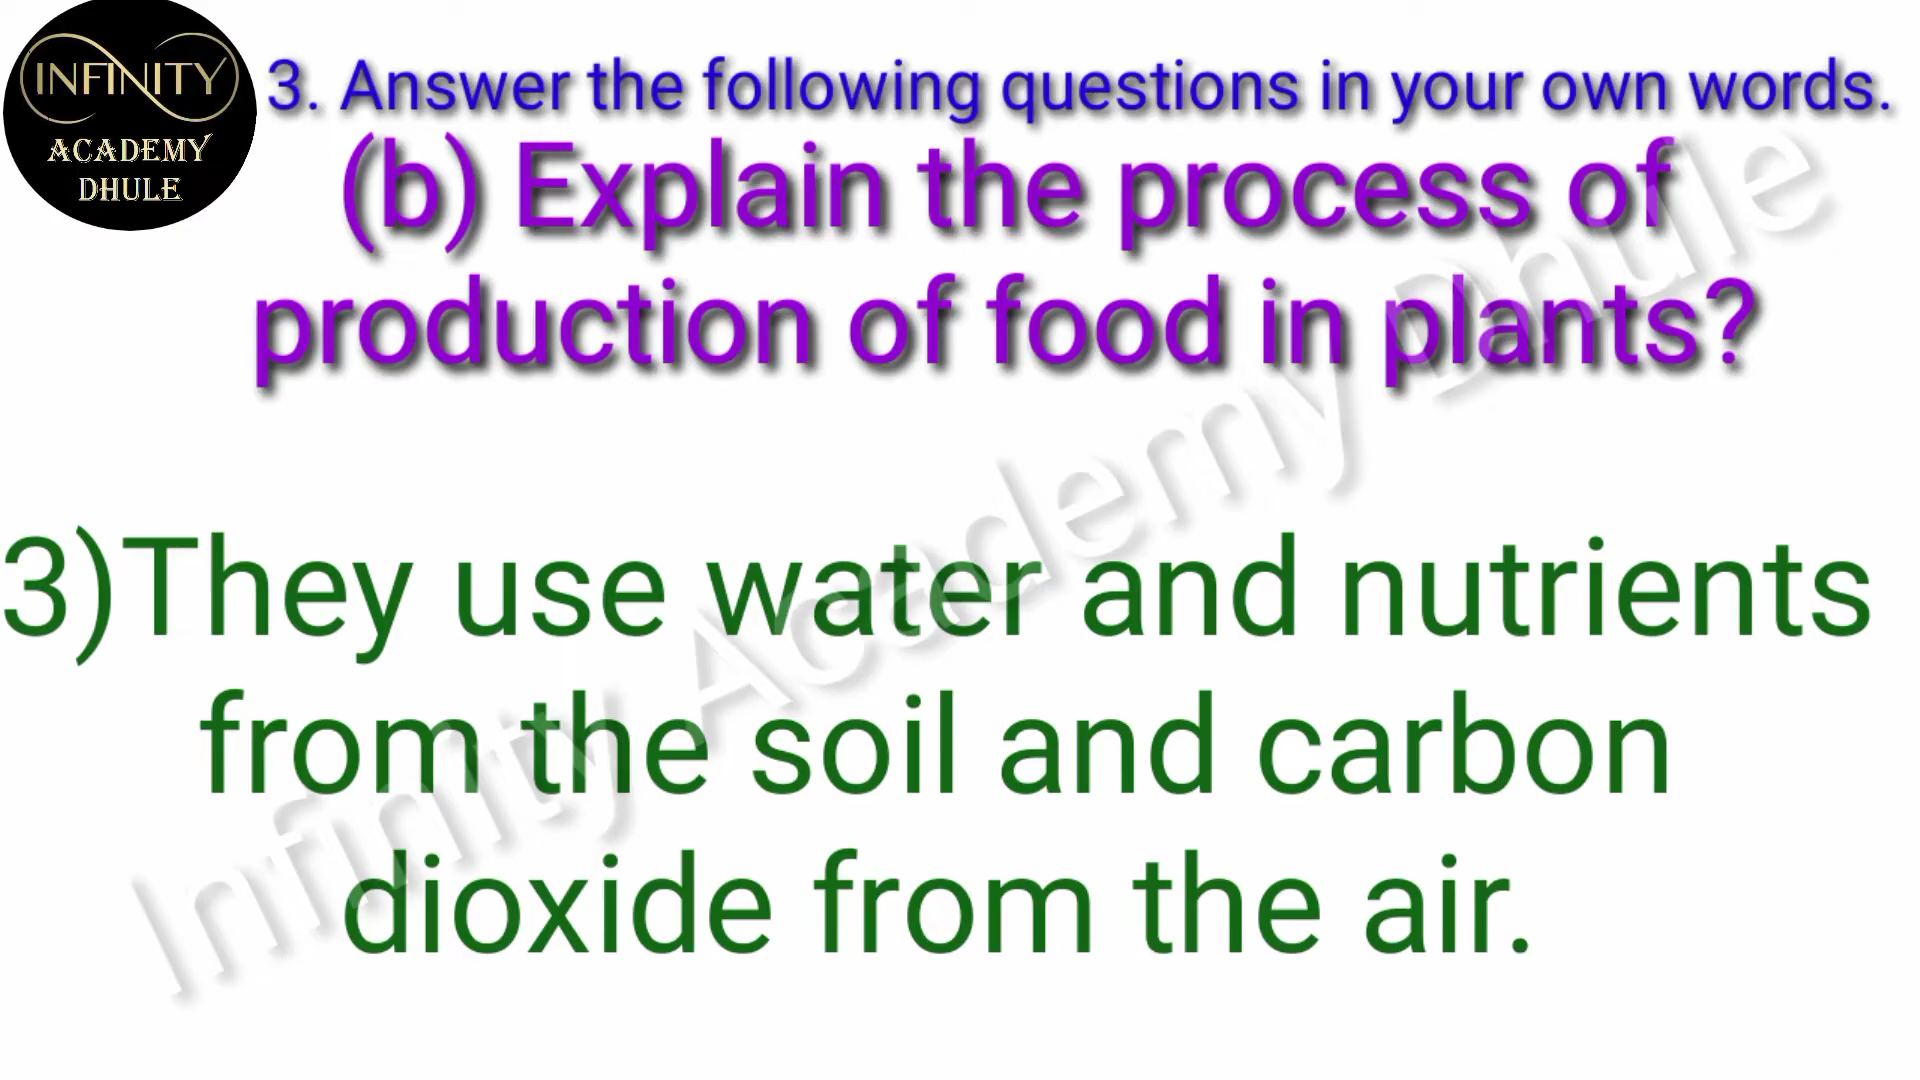 INFINITY
ACADEMY
DHULE
3. Answer the following questions in your own words.
(b) Explain the process of
production of food in plants?
3)They use water and nutrients
from the soil and carbon
dioxide from the air.
Infinity Academy Dhule